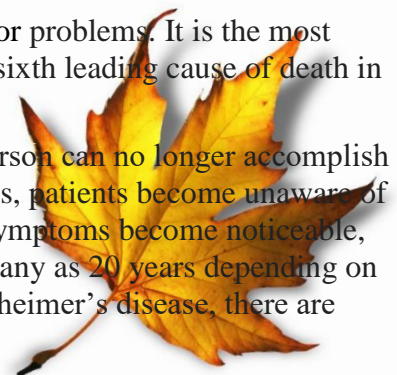 or problems. It is the most
sixth leading cause of death in
rson can no longer accomplish
s, patients become unaware of
ymptoms become noticeable,
any as 20 years depending on
heimer's disease, there are